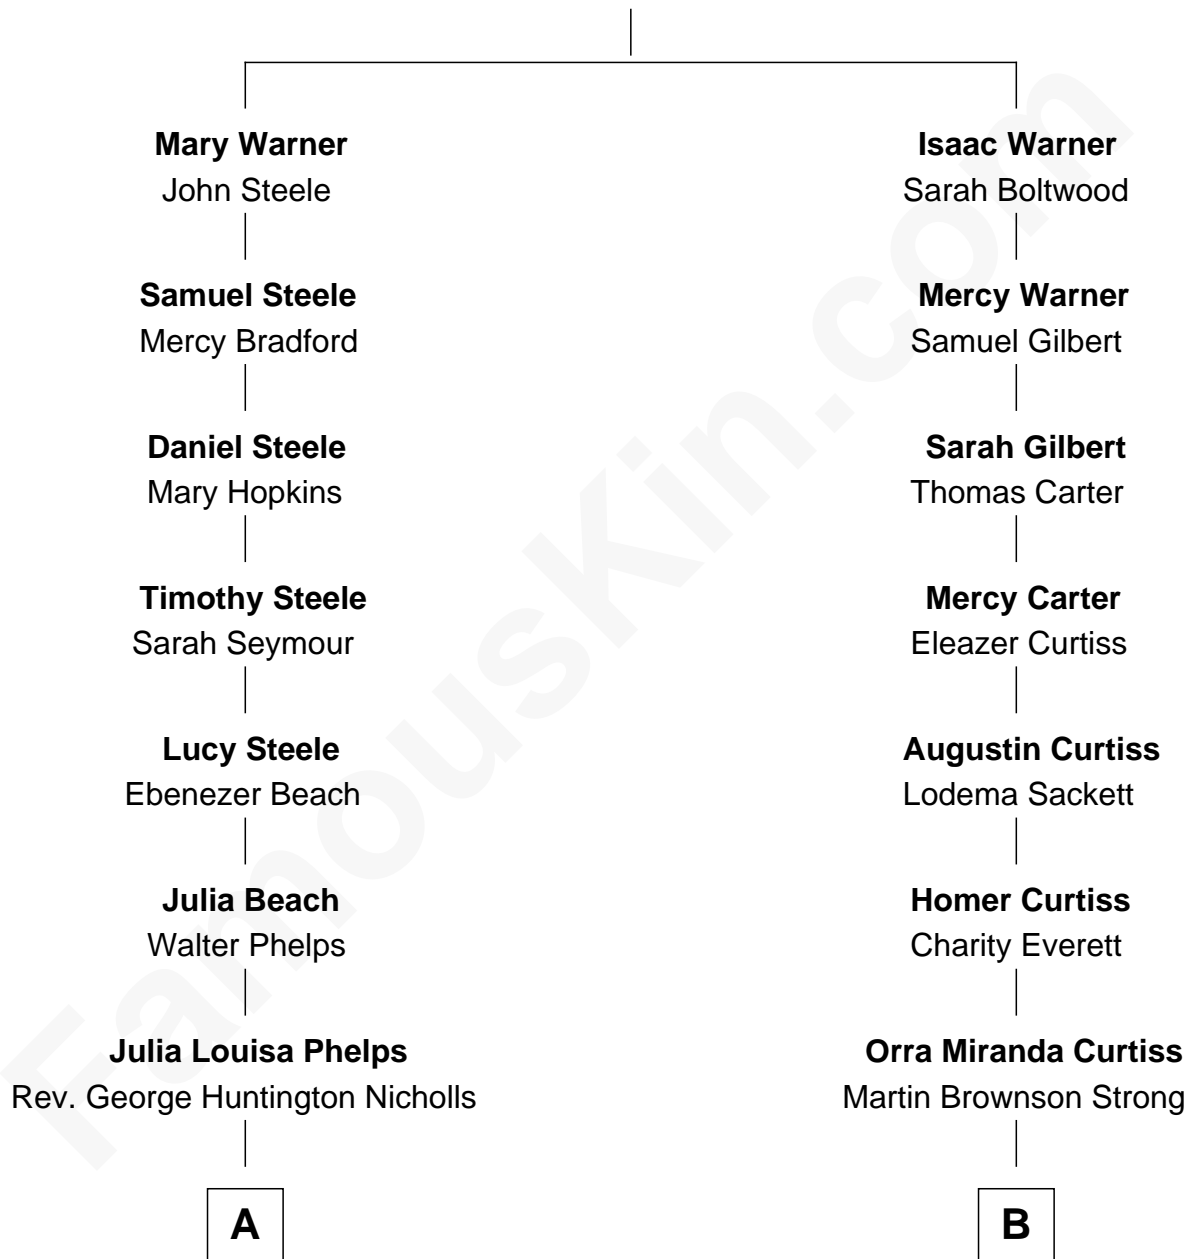 Mary Warner
John Steele
Samuel Steele
Mercy Bradford
Daniel Steele
Mary Hopkins
Timothy Steele
Sarah Seymour
Lucy Steele
Ebenezer Beach
Julia Beach
Walter Phelps
Julia Louisa Phelps
Rev. George Huntington Nicholls
A
Isaac Warner
Sarah Boltwood
Mercy Warner
Samuel Gilbert
Sarah Gilbert
Thomas Carter
Mercy Carter
Eleazer Curtiss
Augustin Curtiss
Lodema Sackett
Homer Curtiss
Charity Everett
Orra Miranda Curtiss
Martin Brownson Strong
B
FamousKin.com